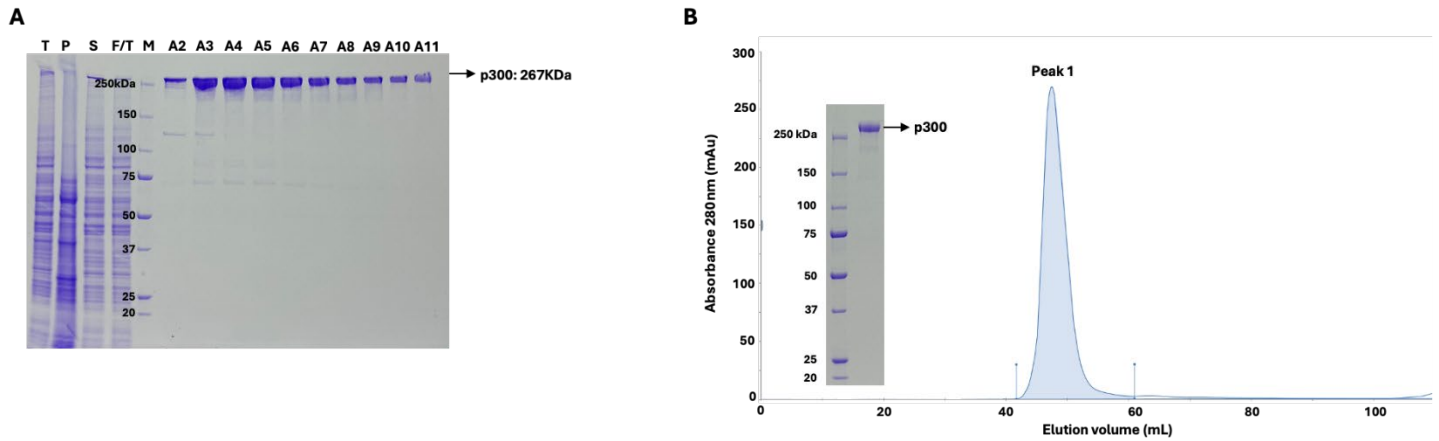 A
T P S F/T M A2 A3 A4 A5 A6 A7 A8 A9 A10 A11
250kDa
p300: 267KDa
150
100
75
50
37
25
20
B
300
250
200
150
100
50
0
Absorbance 280nm (mAu)
Peak 1
250 kDa
p300
150
100
75
50
37
25
20
0 20 40 60 80 100
Elution volume (mL)